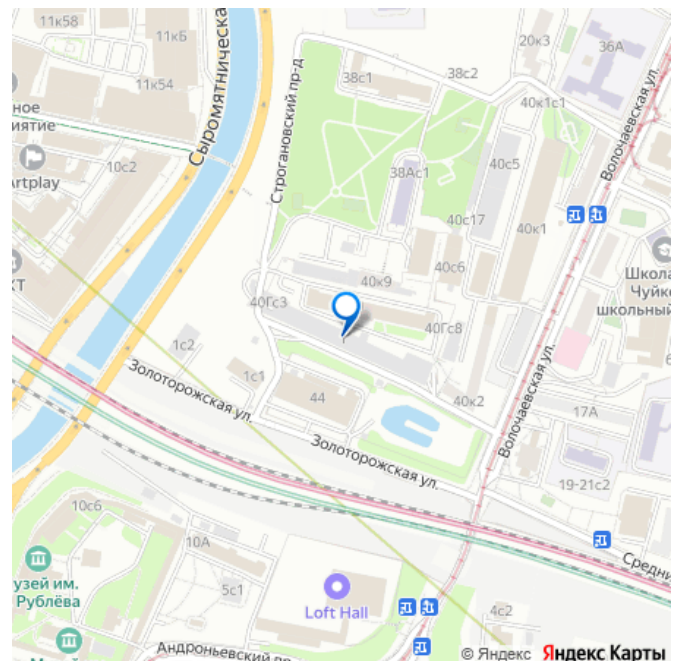 11к58
11к6
11к54
ное
иятие
Artplay
10с2
КТ
Сыромятническая
Строгановский пр-д
38с1
38с2
20к3
36А
40к1с1
Волочаевская ул.
40с5
38Ас1
40с17
40к1
40с6
40к9
40Гс3
40Гс8
Школа
Чуйко
школьный
1с2
1с1
44
40к2
17А
Золоторожская ул.
Золоторожская ул.
Волочаевская ул.
19-21с2
6
10с6
10А
узей им.
Рублёва
5с1
Loft Hall
4с2
Средни
Андроньевский пр-д
© Яндекс Яндекс Карты